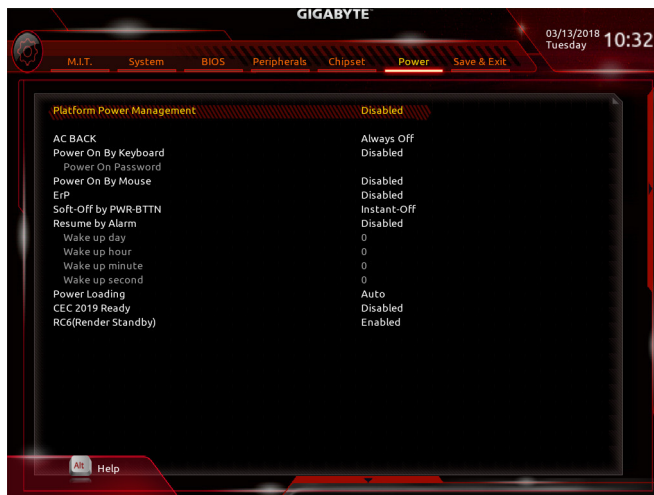 GIGABYTE™
03/13/2018 10:32
Tuesday
M.I.T. System BIOS Peripherals Chipset Power Save & Exit
Platform Power Management Disabled
AC BACK Always Off
Power On By Keyboard Disabled
Power On Password
Power On By Mouse Disabled
ErP Disabled
Soft-Off by PWR-BTTN Instant-Off
Resume by Alarm Disabled
Wake up day 0
Wake up hour 0
Wake up minute 0
Wake up second 0
Power Loading Auto
CEC 2019 Ready Disabled
RC6(Render Standby) Enabled
Alt Help